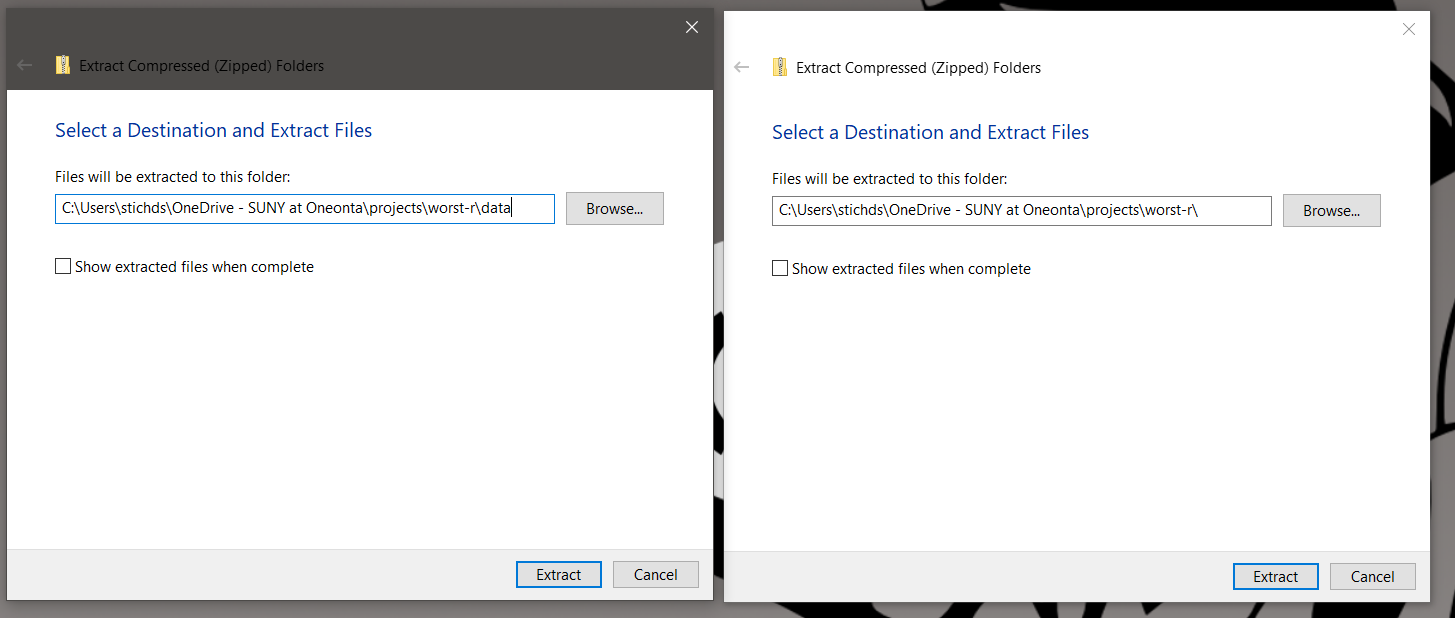 Extract Compressed (Zipped) Folders
Select a Destination and Extract Files
Files will be extracted to this folder:
C:\Users\stichds\OneDrive - SUNY at Oneonta\projects\worst-r\data
Browse...
Show extracted files when complete
Extract
Cancel
Extract Compressed (Zipped) Folders
Select a Destination and Extract Files
Files will be extracted to this folder:
C:\Users\stichds\OneDrive - SUNY at Oneonta\projects\worst-r\
Browse...
Show extracted files when complete
Extract
Cancel